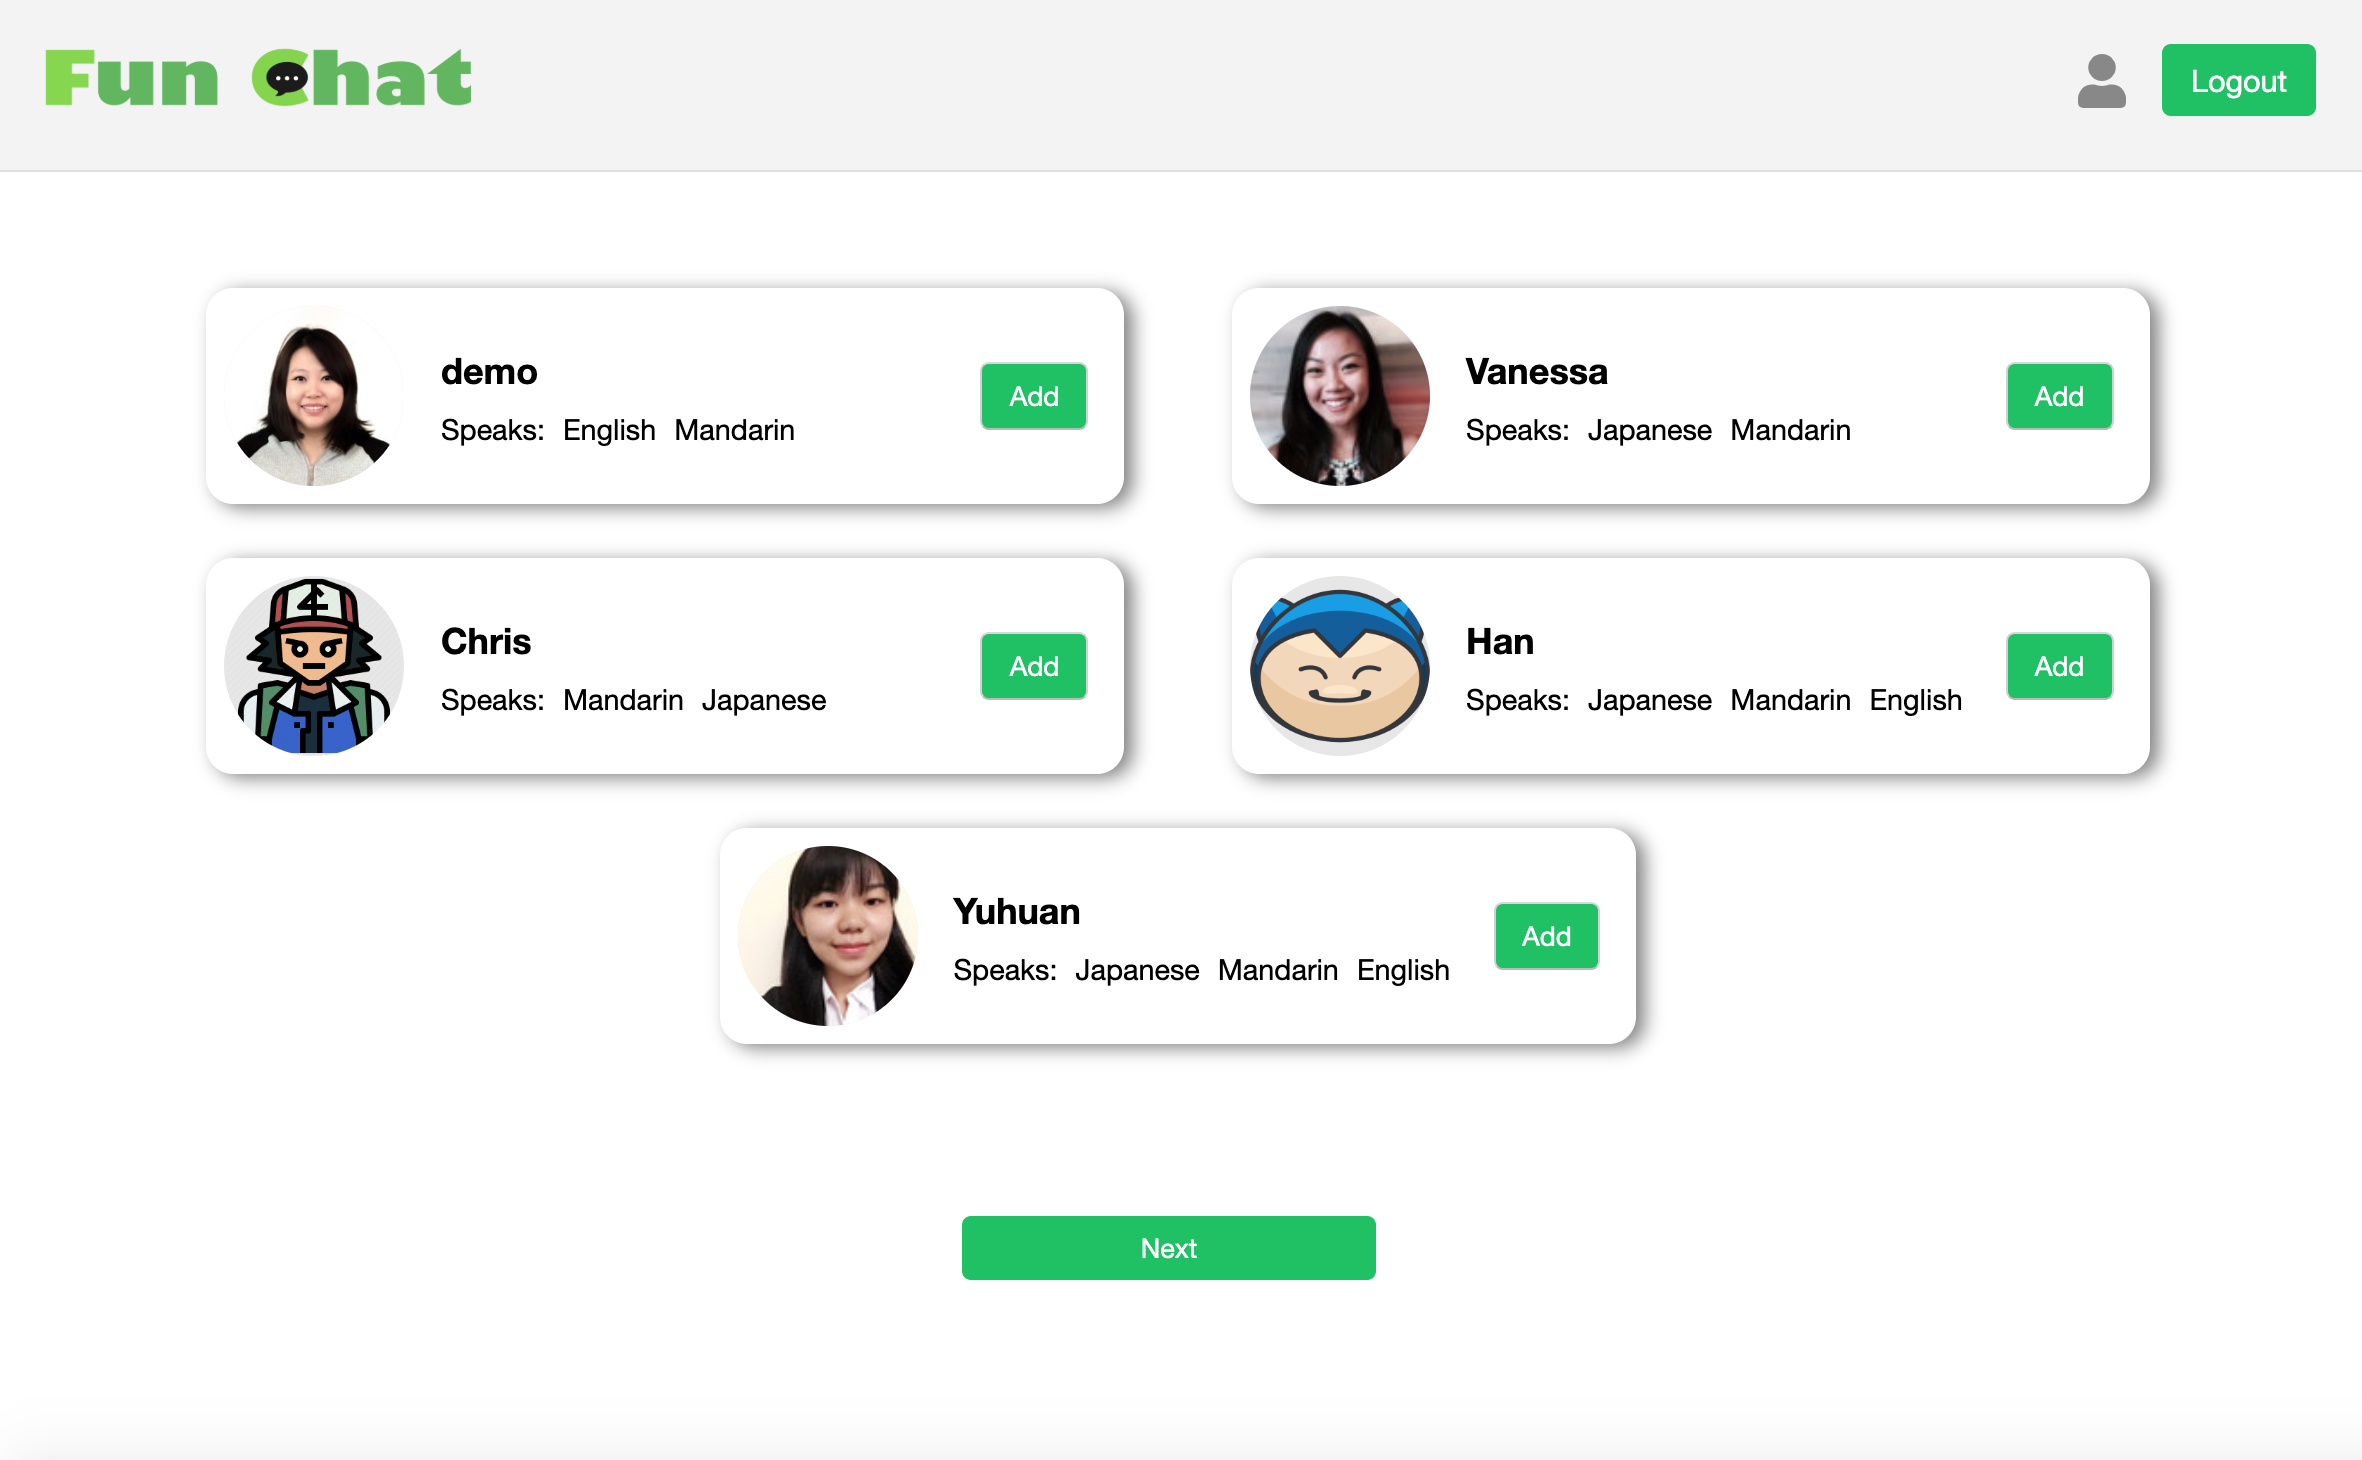 Fun Chat
Logout
demo
Speaks: English Mandarin
Add
Vanessa
Speaks: Japanese Mandarin
Add
Chris
Speaks: Mandarin Japanese
Add
Han
Speaks: Japanese Mandarin English
Add
Yuhuan
Speaks: Japanese Mandarin English
Add
Next